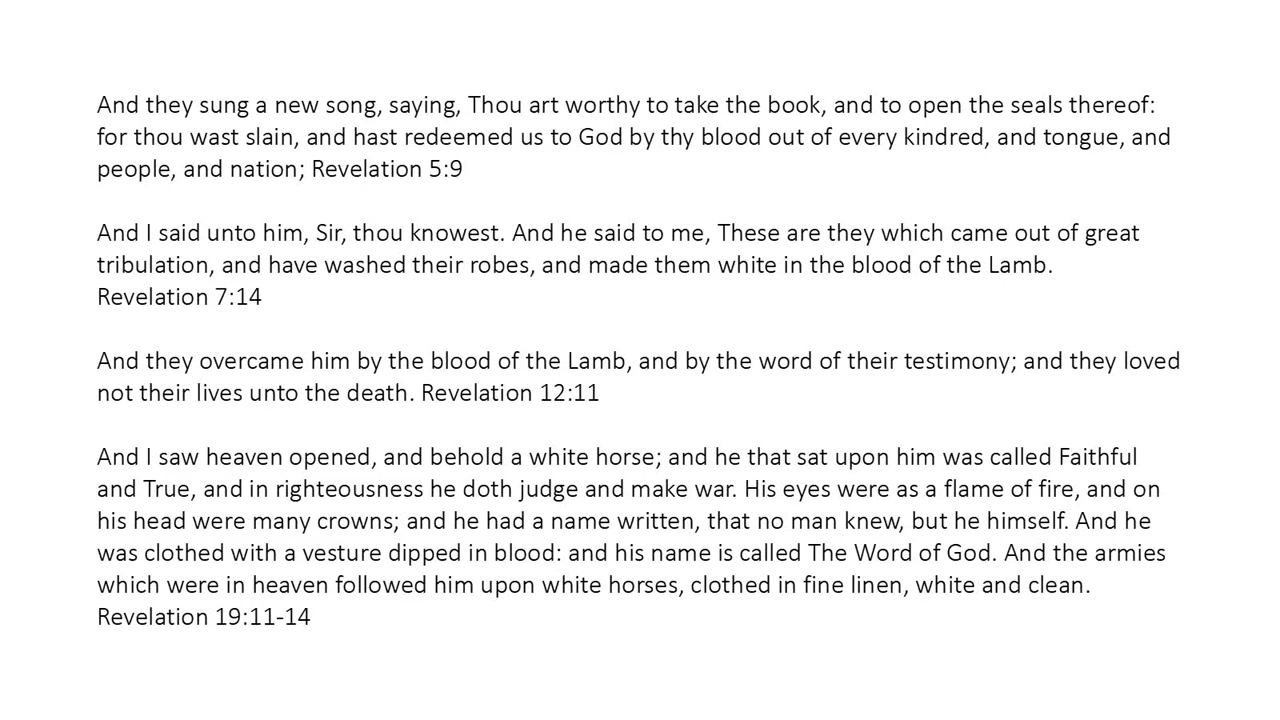 And they sung a new song, saying, Thou art worthy to take the book, and to open the seals thereof:
for thou wast slain, and hast redeemed us to God by thy blood out of every kindred, and tongue, and
people, and nation; Revelation 5:9
And I said unto him, Sir, thou knowest. And he said to me, These are they which came out of great
tribulation, and have washed their robes, and made them white in the blood of the Lamb.
Revelation 7:14
And they overcame him by the blood of the Lamb, and by the word of their testimony; and they loved
not their lives unto the death. Revelation 12:11
And I saw heaven opened, and behold a white horse; and he that sat upon him was called Faithful
and True, and in righteousness he doth judge and make war. His eyes were as a flame of fire, and on
his head were many crowns; and he had a name written, that no man knew, but he himself. And he
was clothed with a vesture dipped in blood: and his name is called The Word of God. And the armies
which were in heaven followed him upon white horses, clothed in fine linen, white and clean.
Revelation 19:11-14